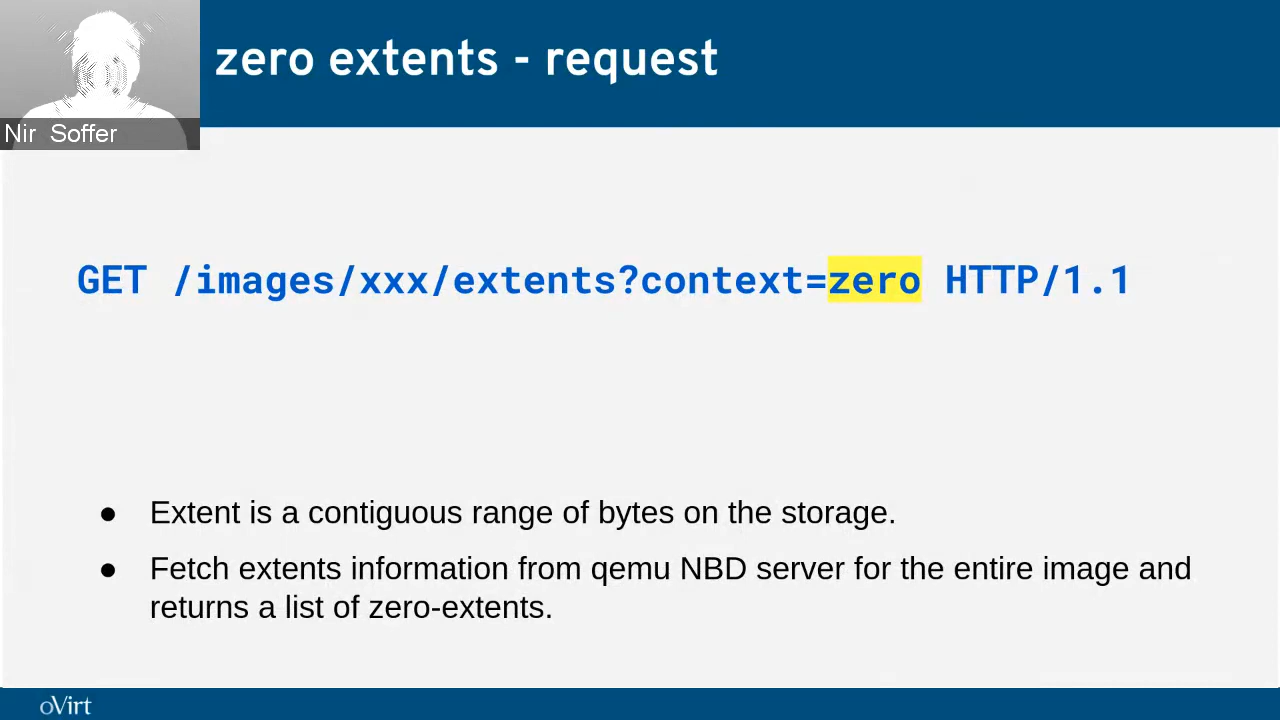 zero extents - request
Nir Soffer
GET /images/xxx/extents?context=zero HTTP/1.1
● Extent is a contiguous range of bytes on the storage.
● Fetch extents information from qemu NBD server for the entire image and
returns a list of zero-extents.
oVirt